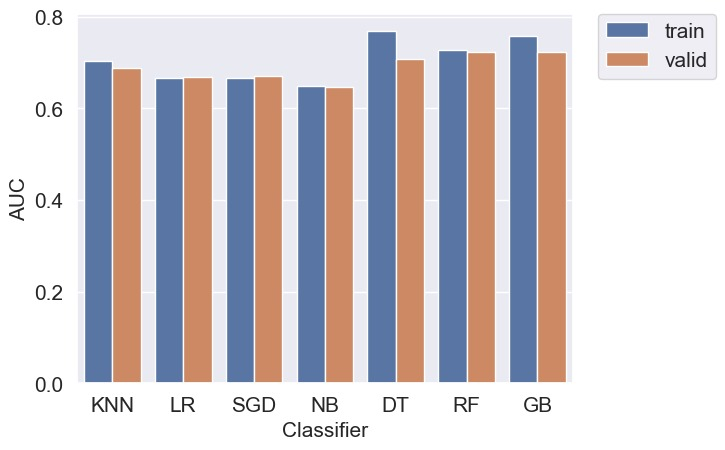 0.8
0.6
0.4
0.2
0.0
AUC
KNN LR SGD NB DT RF GB
Classifier
train
valid